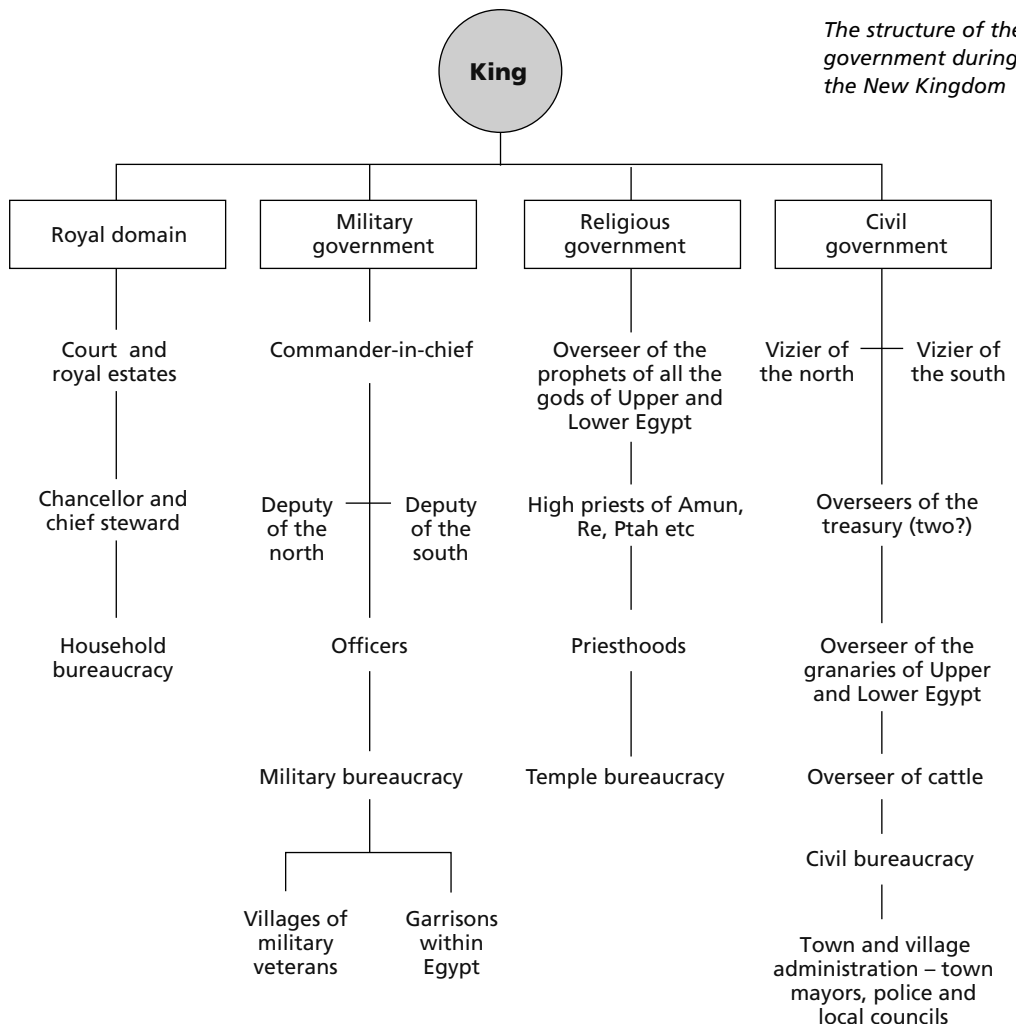 The structure of the
government during
the New Kingdom
King
Royal domain
Military
government
Religious
government
Civil
government
Court and
royal estates
Commander-in-chief
Overseer of the
prophets of all the
gods of Upper and
Lower Egypt
Vizier of
the north
Vizier of
the south
Chancellor and
chief steward
Deputy
of the
north
Deputy
of the
south
High priests of Amun,
Re, Ptah etc
Overseers of the
treasury (two?)
Household
bureaucracy
Officers
Priesthoods
Overseer of the
granaries of Upper
and Lower Egypt
Military bureaucracy
Temple bureaucracy
Overseer of cattle
Civil bureaucracy
Villages of
military
veterans
Garrisons
within
Egypt
Town and village
administration – town
mayors, police and
local councils